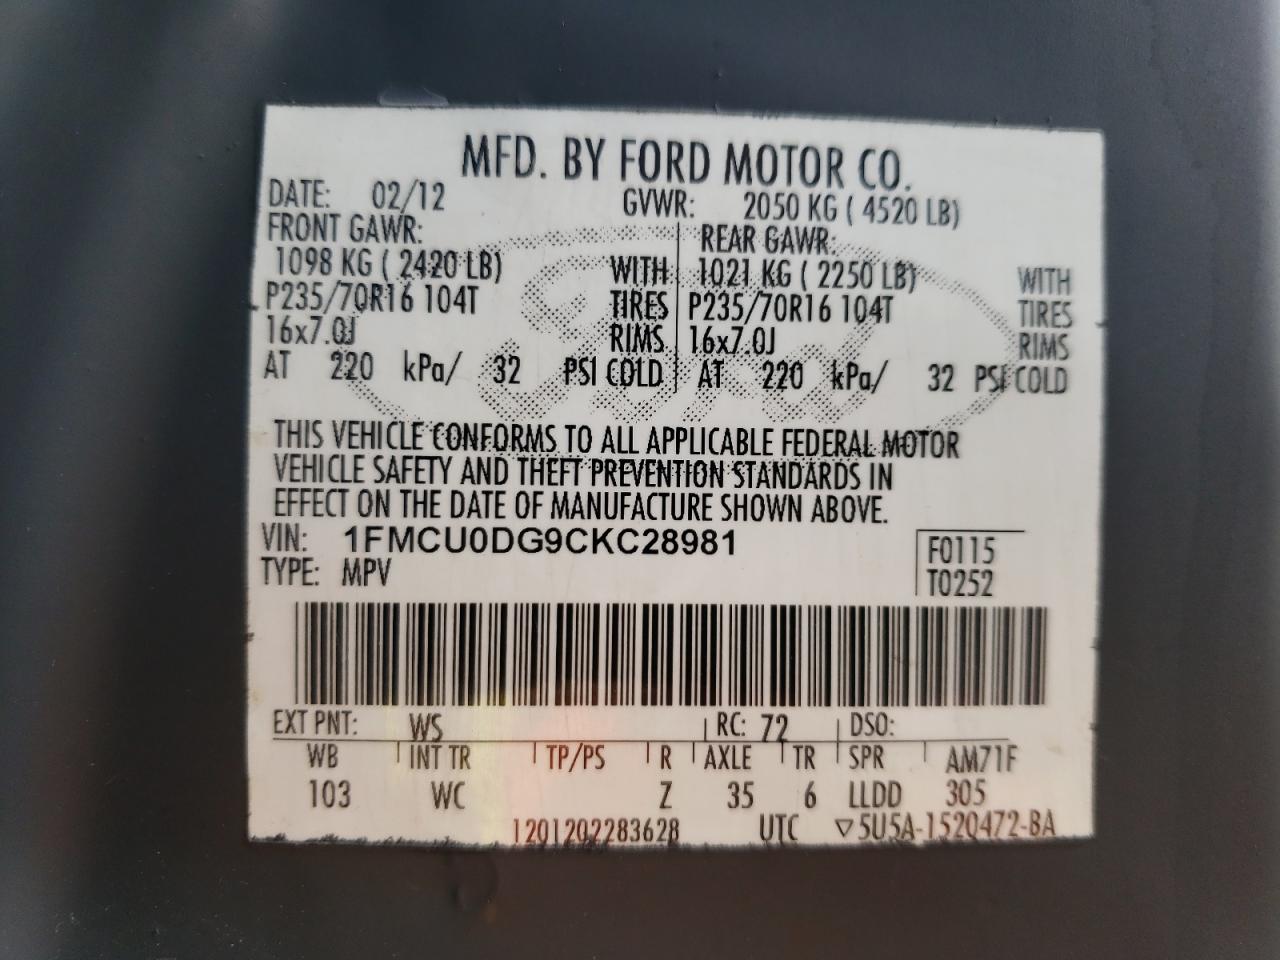 MFD. BY FORD MOTOR CO.
DATE: 02/12 GVWR: 2050 KG ( 4520 LB)
FRONT GAWR: REAR GAWR:
1098 KG ( 2420 LB) WITH 1021 KG ( 2250 LB) WITH
P235/70R16 104T TIRES P235/70R16 104T TIRES
16x7.0J RIMS 16x7.0J RIMS
AT 220 kPa/ 32 PSI COLD AT 220 kPa/ 32 PSI COLD
Ford
THIS VEHICLE CONFORMS TO ALL APPLICABLE FEDERAL MOTOR
VEHICLE SAFETY AND THEFT PREVENTION STANDARDS IN
EFFECT ON THE DATE OF MANUFACTURE SHOWN ABOVE.
VIN: 1FMCU0DG9CKC28981
TYPE: MPV
F0115
T0252
EXT PNT: WS RC: 72 DSO:
WB INT TR TP/PS R AXLE TR SPR AM71F
103 WC Z 35 6 LLDD 305
1201202283628 UTC ▽5U5A-1520472-BA